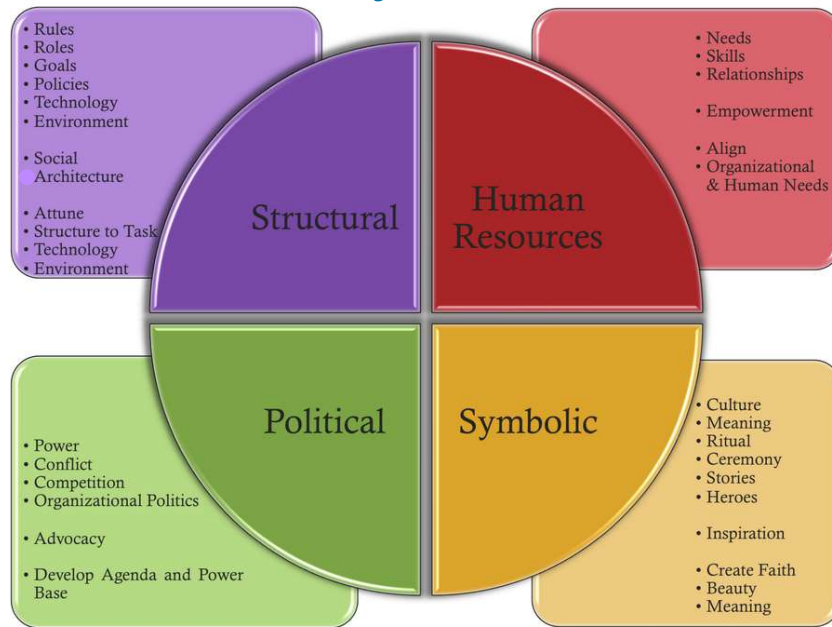 • Rules
• Roles
• Goals
• Policies
• Technology
• Environment
• Social
Architecture
• Attune
• Structure to Task
• Technology
• Environment
Structural
• Needs
• Skills
• Relationships
• Empowerment
• Align
• Organizational
& Human Needs
Human
Resources
• Power
• Conflict
• Competition
• Organizational Politics
• Advocacy
• Develop Agenda and Power
Base
Political
Symbolic
• Culture
• Meaning
• Ritual
• Ceremony
• Stories
• Heroes
• Inspiration
• Create Faith
• Beauty
• Meaning